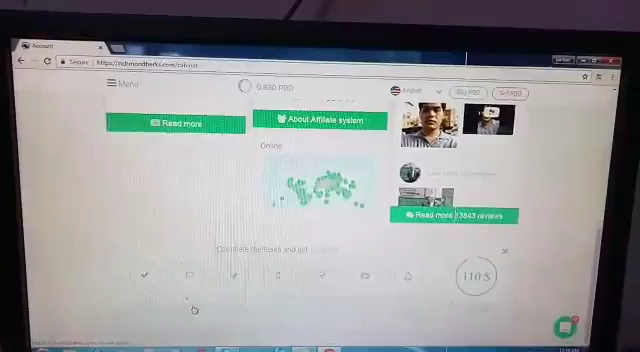 Account
Secure
https://richmondberks.com/cabinet
Menu
0.830 RBD
English
Buy RBD
Sell RBD
Read more
About Affiliate system
Online
Read more 13843 reviews
Complete the tasks and get
110 $